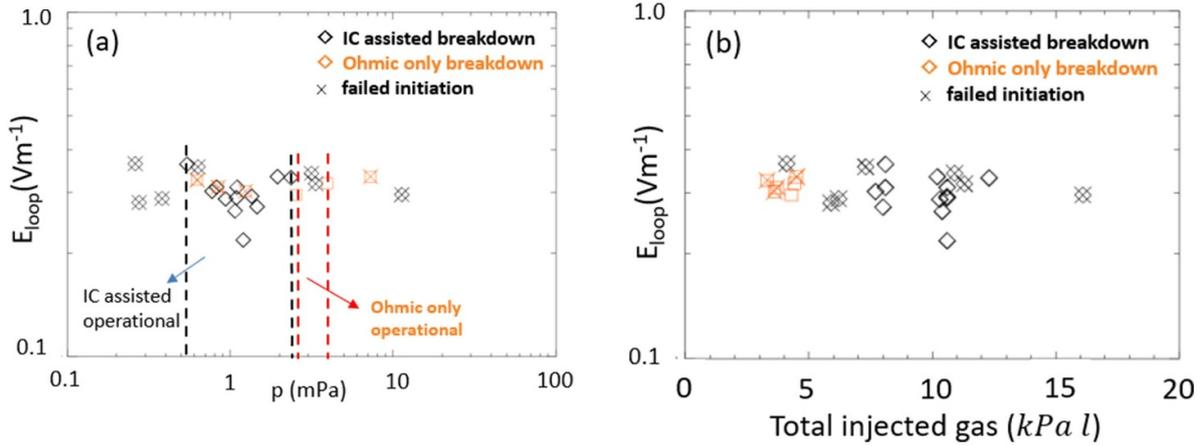 (a)
IC assisted breakdown
Ohmic only breakdown
failed initiation
1.0
E_loop(Vm⁻¹)
IC assisted
operational
Ohmic only
operational
0.1
0.1
1
10
100
p (mPa)
(b)
IC assisted breakdown
Ohmic only breakdown
failed initiation
1.0
E_loop(Vm⁻¹)
0.1
0
5
10
15
20
Total injected gas (kPa l)